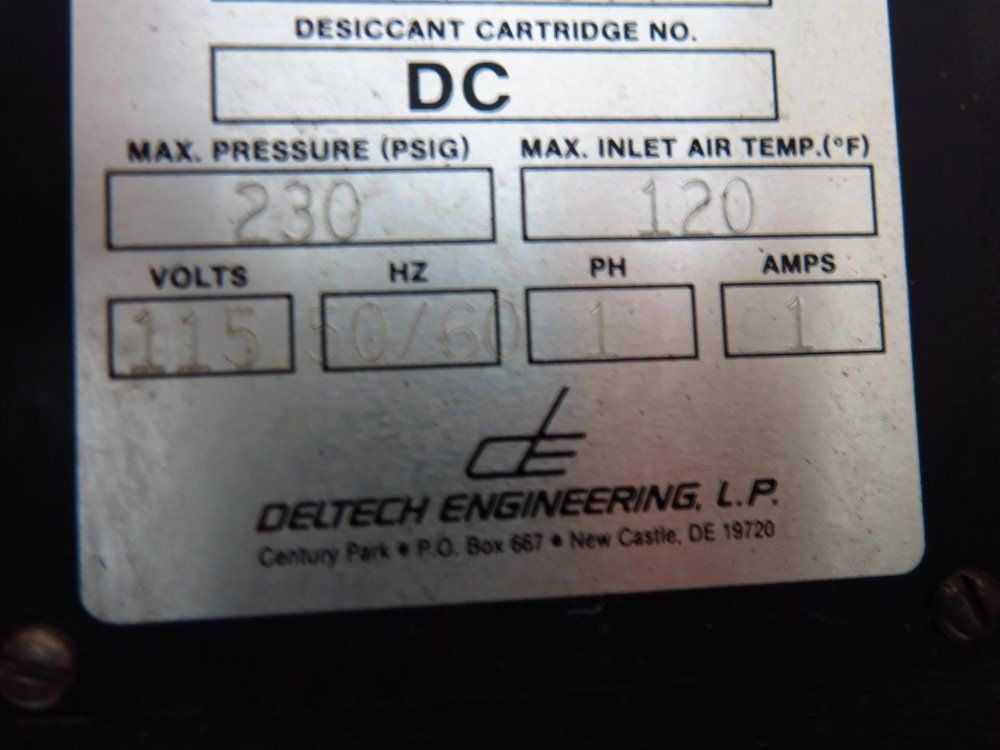 DESICCANT CARTRIDGE NO.
DC
MAX. PRESSURE (PSIG) MAX. INLET AIR TEMP.(°F)
230 120
VOLTS HZ PH AMPS
115 50/60 1 1
DELTECH ENGINEERING, L.P.
Century Park • P.O. Box 667 • New Castle, DE 19720